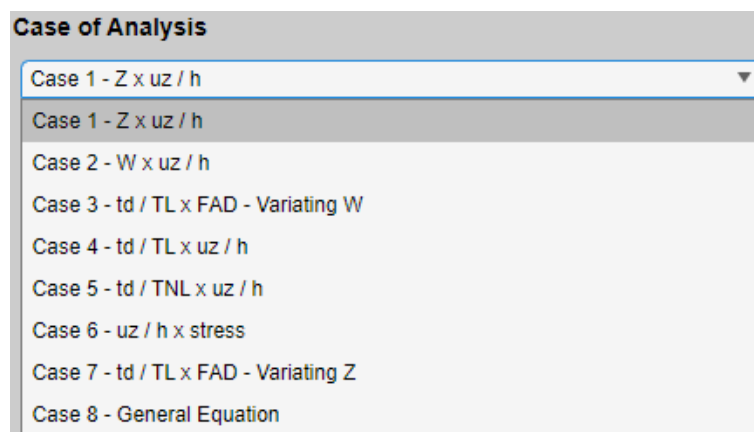 Case of Analysis
Case 1 - Z x uz / h
Case 1 - Z x uz / h
Case 2 - W x uz / h
Case 3 - td / TL x FAD - Variating W
Case 4 - td / TL x uz / h
Case 5 - td / TNL x uz / h
Case 6 - uz / h x stress
Case 7 - td / TL x FAD - Variating Z
Case 8 - General Equation